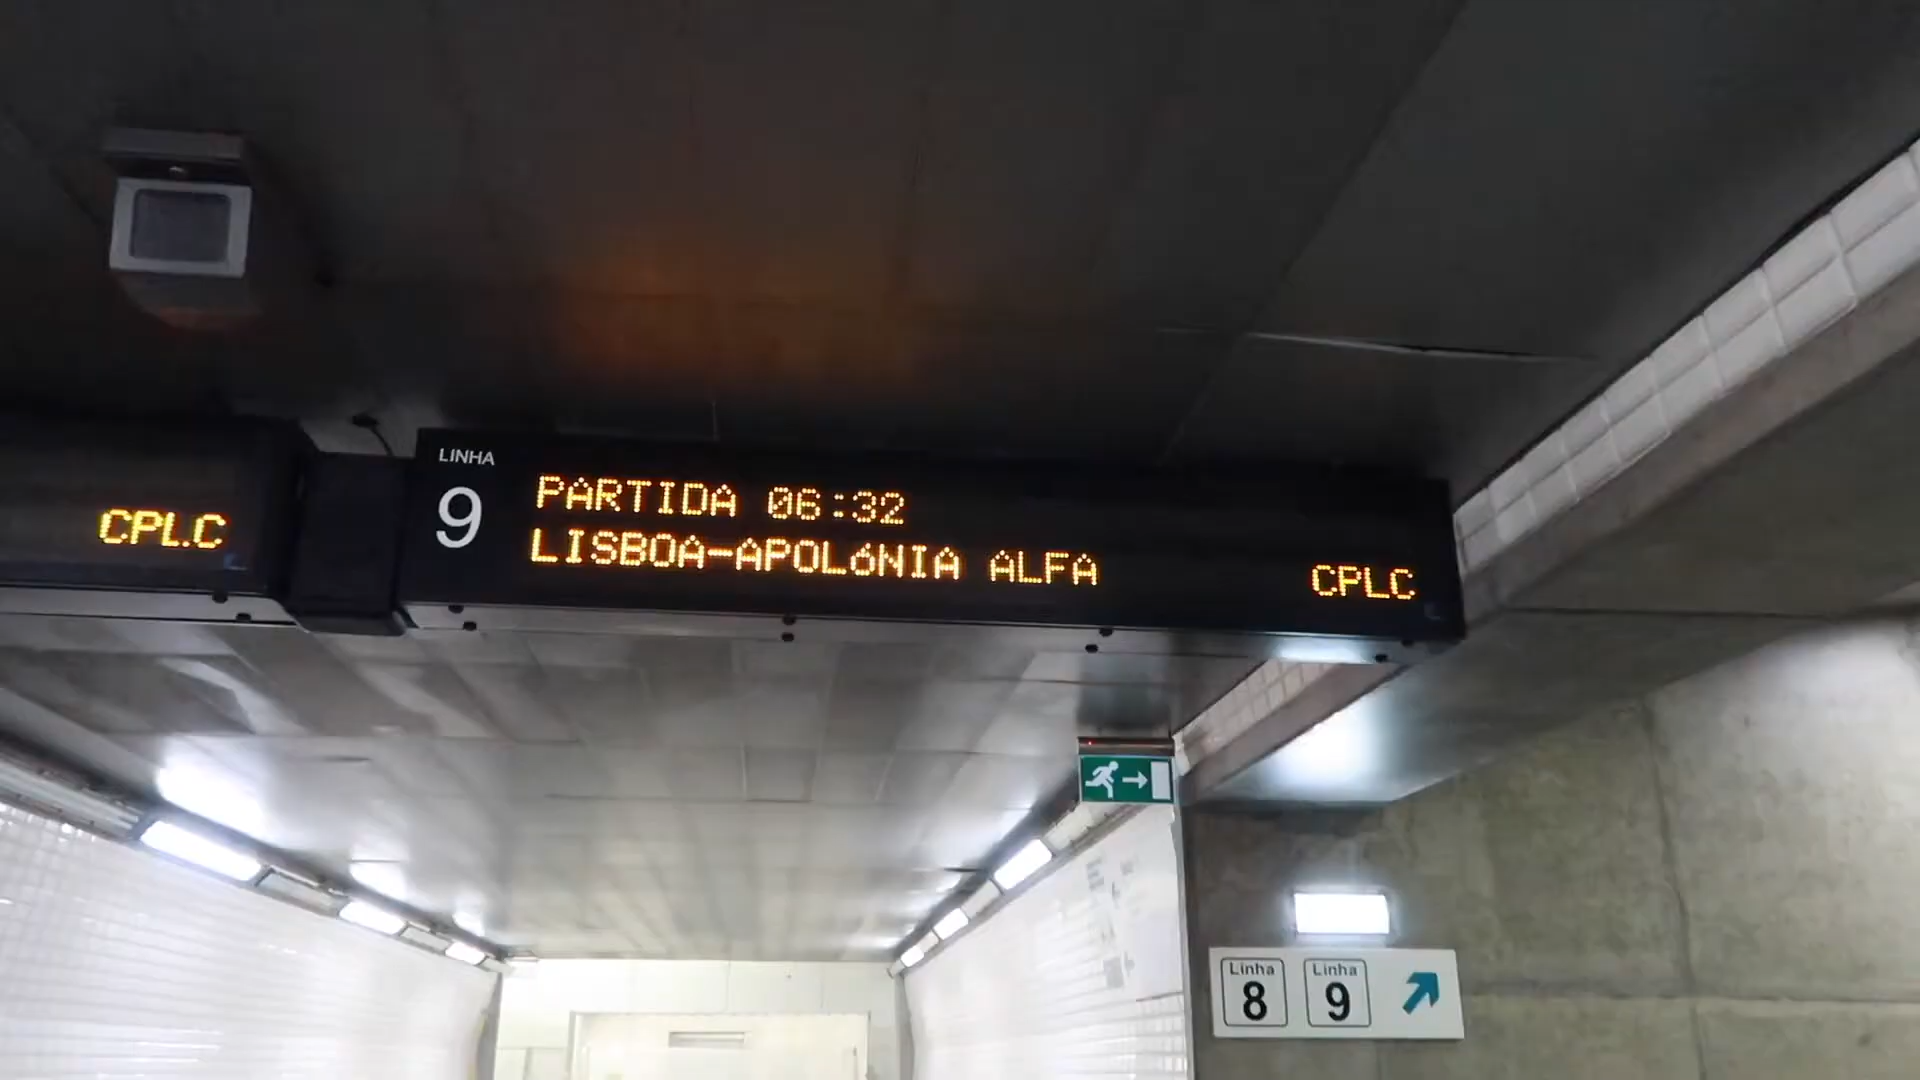 CPLC
LINHA
9
PARTIDA 06:32
LISBOA-APOLóNIA ALFA
CPLC
Linha
8
Linha
9